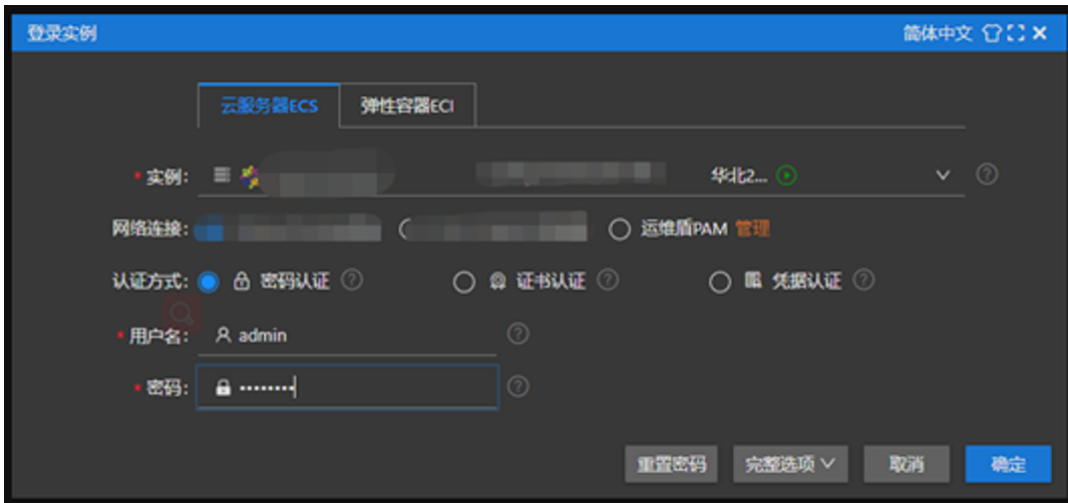 登录实例 简体中文
云服务器ECS 弹性容器ECI
* 实例: 华北2...
网络连接: 运维盾PAM 管理
认证方式: 密码认证 ? 证书认证 ? 凭据认证 ?
* 用户名: admin ?
* 密码: •••••••• ?
重置密码 完整选项 取消 确定